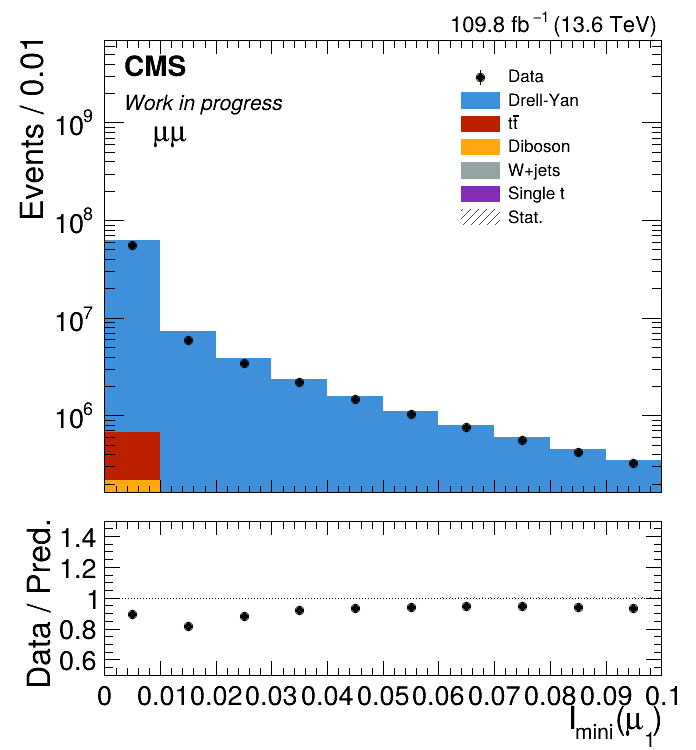 109.8 fb⁻¹ (13.6 TeV)
CMS
Work in progress
μμ
Data
Drell-Yan
tt̄
Diboson
W+jets
Single t
Stat.
Events / 0.01
10⁹
10⁸
10⁷
10⁶
Data / Pred.
1.4
1.2
1
0.8
0.6
0 0.01 0.02 0.03 0.04 0.05 0.06 0.07 0.08 0.09 0.1
I_mini(μ_1)